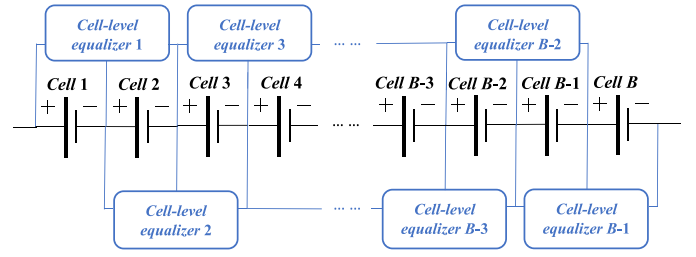 Cell-level
equalizer 1
Cell-level
equalizer 3
... ...
Cell-level
equalizer B-2
Cell 1
Cell 2
Cell 3
Cell 4
Cell B-3
Cell B-2
Cell B-1
Cell B
+ − + − + − + − + − + − + − + −
... ...
Cell-level
equalizer 2
... ...
Cell-level
equalizer B-3
Cell-level
equalizer B-1